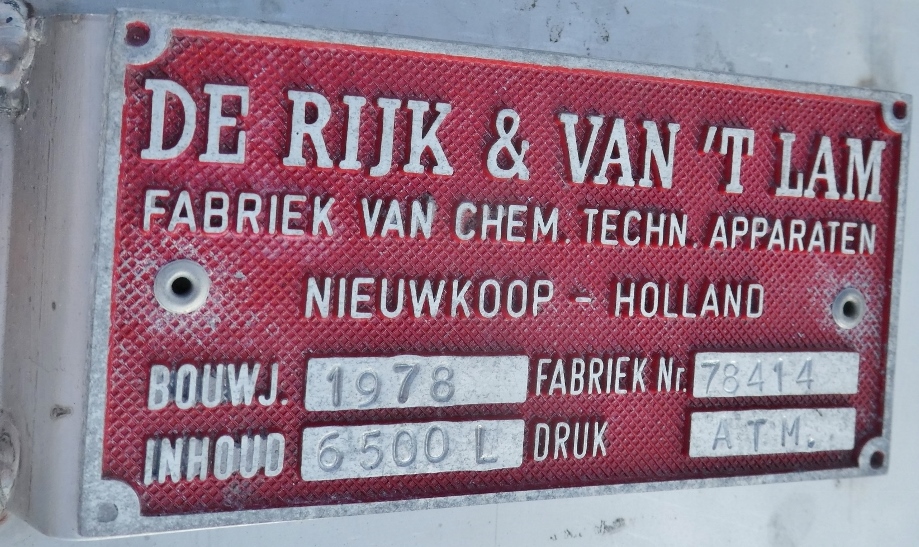 DE RIJK & VAN 'T LAM
FABRIEK VAN CHEM. TECHN. APPARATEN
NIEUWKOOP - HOLLAND
BOUWJ. 1978 FABRIEK Nr. 78414
INHOUD 6500 L DRUK ATM.